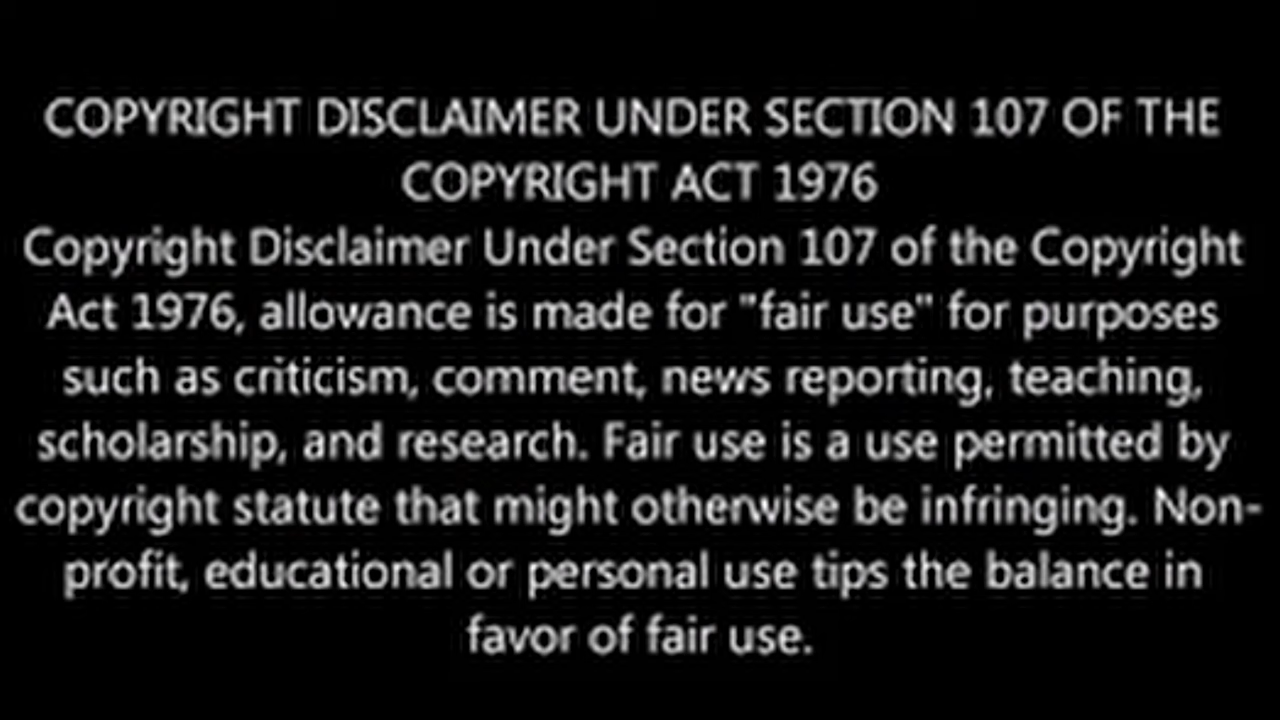 COPYRIGHT DISCLAIMER UNDER SECTION 107 OF THE
COPYRIGHT ACT 1976
Copyright Disclaimer Under Section 107 of the Copyright
Act 1976, allowance is made for "fair use" for purposes
such as criticism, comment, news reporting, teaching,
scholarship, and research. Fair use is a use permitted by
copyright statute that might otherwise be infringing. Non-
profit, educational or personal use tips the balance in
favor of fair use.